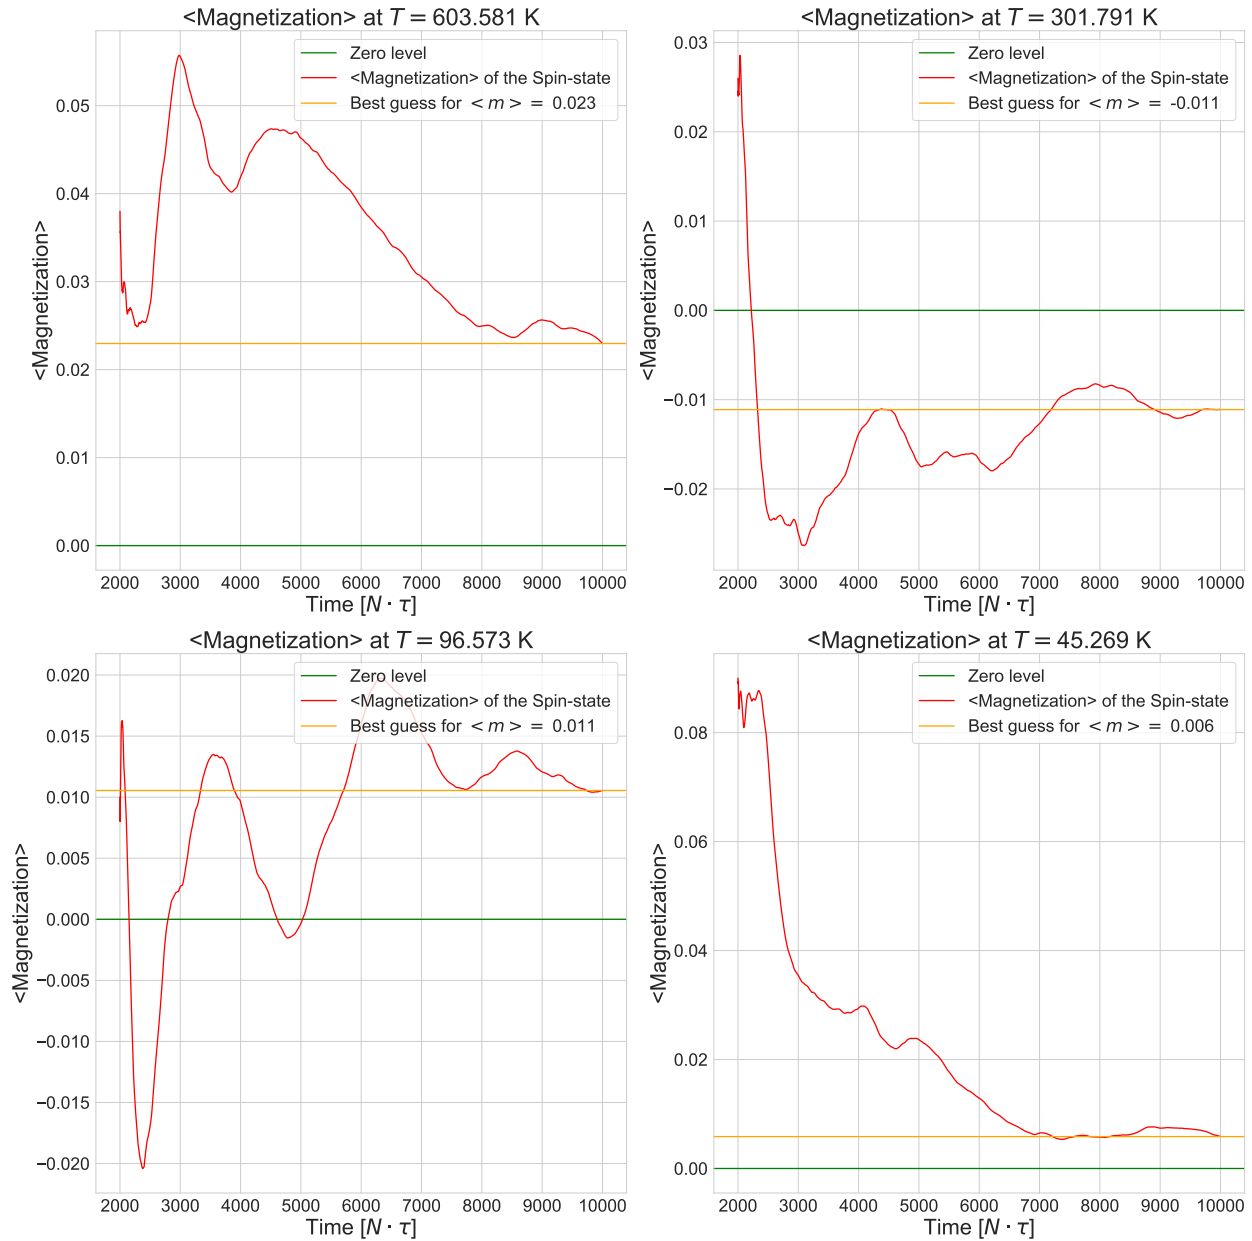 <Magnetization> at T = 603.581 K
Zero level
<Magnetization> of the Spin-state
Best guess for < m > = 0.023
<Magnetization>
0.05
0.04
0.03
0.02
0.01
0.00
2000 3000 4000 5000 6000 7000 8000 9000 10000
Time [N · τ]
<Magnetization> at T = 301.791 K
Zero level
<Magnetization> of the Spin-state
Best guess for < m > = -0.011
<Magnetization>
0.03
0.02
0.01
0.00
−0.01
−0.02
2000 3000 4000 5000 6000 7000 8000 9000 10000
Time [N · τ]
<Magnetization> at T = 96.573 K
Zero level
<Magnetization> of the Spin-state
Best guess for < m > = 0.011
<Magnetization>
0.020
0.015
0.010
0.005
0.000
−0.005
−0.010
−0.015
−0.020
2000 3000 4000 5000 6000 7000 8000 9000 10000
Time [N · τ]
<Magnetization> at T = 45.269 K
Zero level
<Magnetization> of the Spin-state
Best guess for < m > = 0.006
<Magnetization>
0.08
0.06
0.04
0.02
0.00
2000 3000 4000 5000 6000 7000 8000 9000 10000
Time [N · τ]